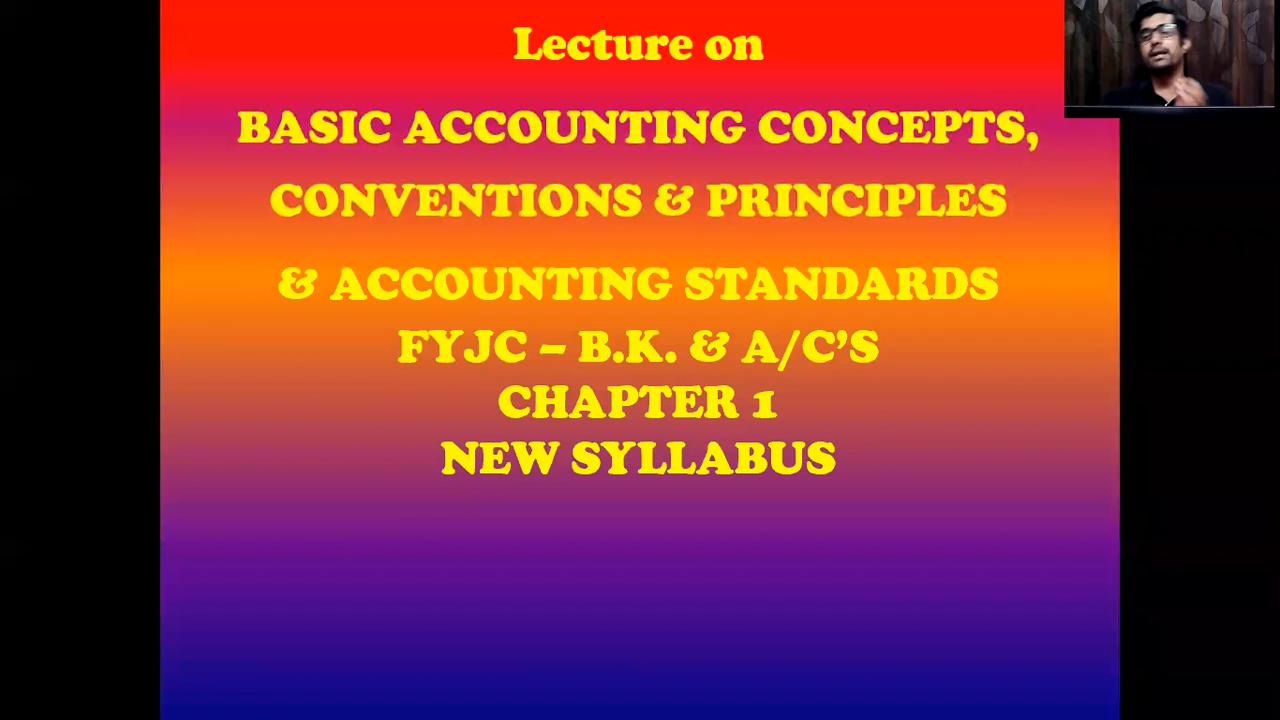 Lecture on
BASIC ACCOUNTING CONCEPTS,
CONVENTIONS & PRINCIPLES
& ACCOUNTING STANDARDS
FYJC – B.K. & A/C’S
CHAPTER 1
NEW SYLLABUS